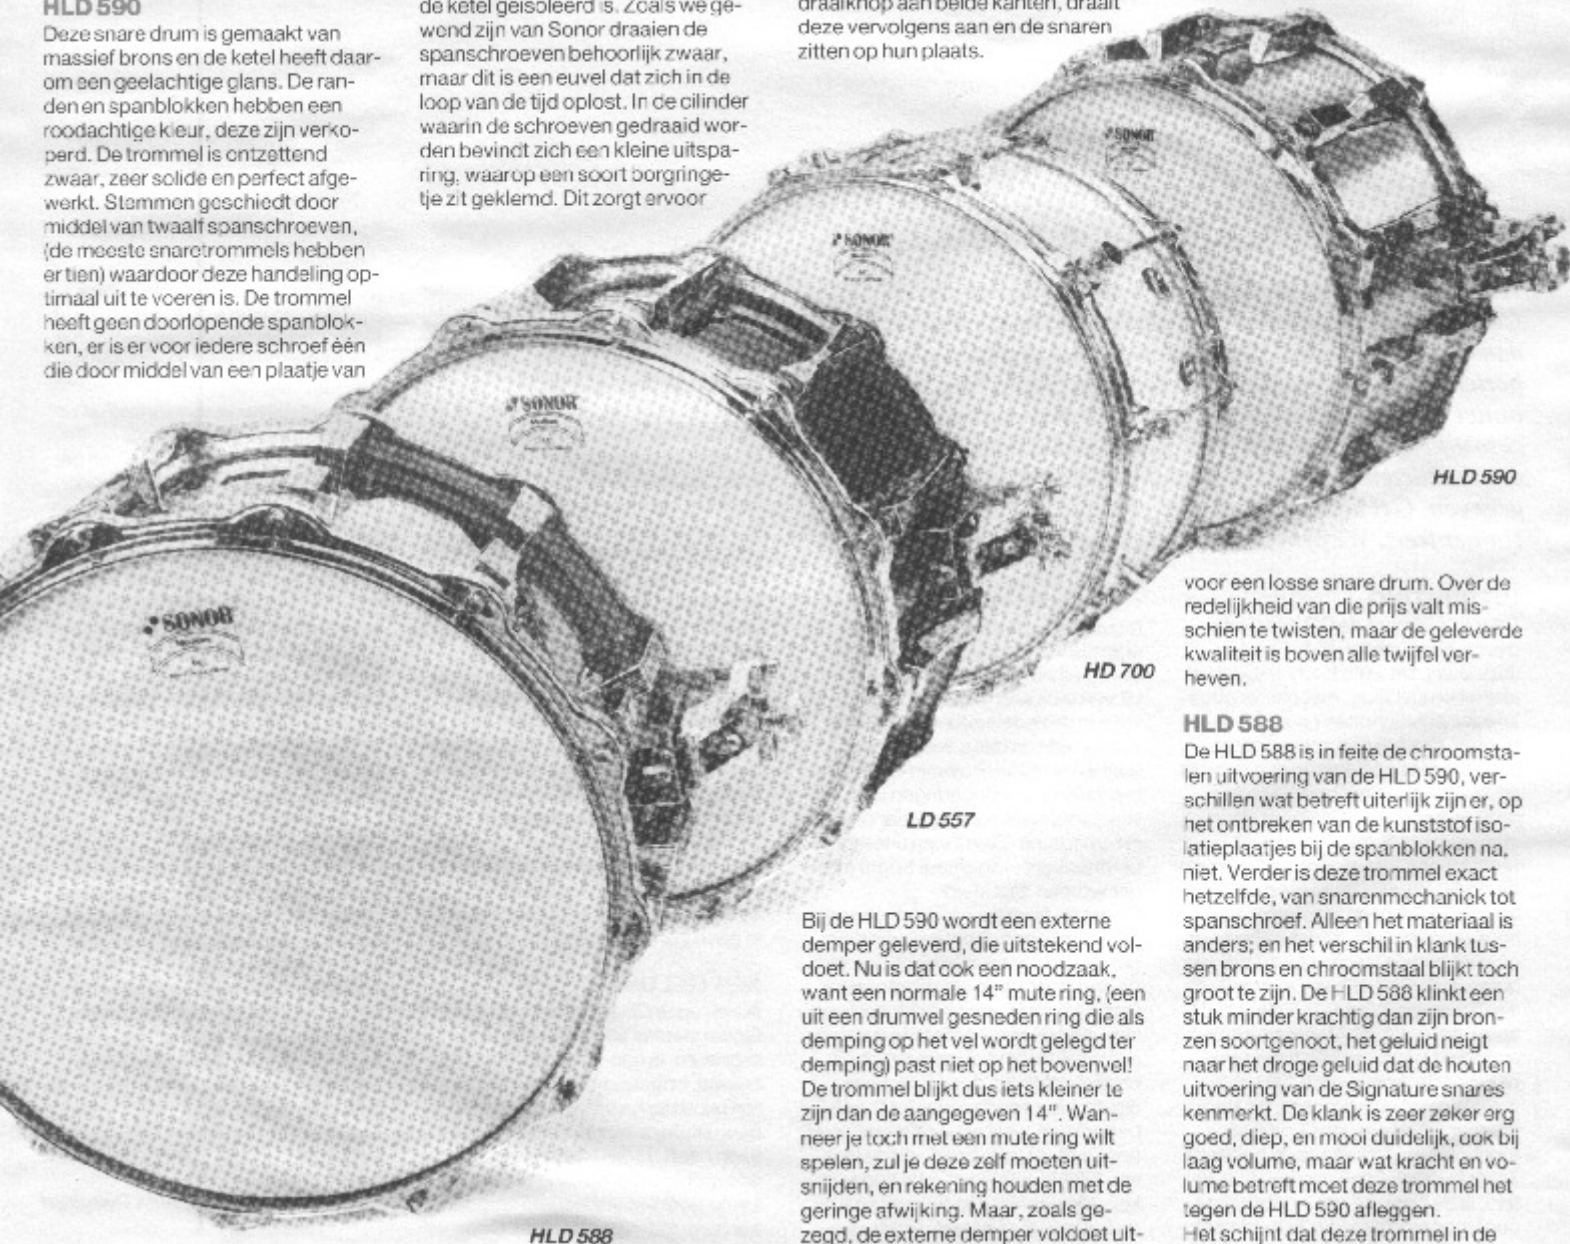 HLD 590
Deze snare drum is gemaakt van
massief brons en de ketel heeft daar-
om een geelachtige glans. De ran-
den en spanblokken hebben een
roodachtige kleur, deze zijn verko-
perd. De trommel is ontzettend
zwaar, zeer solide en perfect afge-
werkt. Stemmen geschiedt door
middel van twaalf spanschroeven,
(de meeste snaretrommels hebben
er tien) waardoor deze handeling op-
timaal uit te voeren is. De trommel
heeft geen doorlopende spanblok-
ken, er is er voor iedere schroef één
die door middel van een plaatje van
de ketel geïsoleerd is. Zoals we ge-
wend zijn van Sonor draaien de
spanschroeven behoorlijk zwaar,
maar dit is een euvel dat zich in de
loop van de tijd oplost. In de cilinder
waarin de schroeven gedraaid wor-
den bevindt zich een kleine uitspa-
ring, waarop een soort borgringe-
tje zit geklemd. Dit zorgt ervoor
draaiknop aan beide kanten, draait
deze vervolgens aan en de snaren
zitten op hun plaats.
SONOR
SONOR
SONOR
SONOR
HLD 590
HD 700
LD 557
HLD 588
Bij de HLD 590 wordt een externe
demper geleverd, die uitstekend vol-
doet. Nu is dat ook een noodzaak,
want een normale 14" mute ring, (een
uit een drumvel gesneden ring die als
demping op het vel wordt gelegd ter
demping) past niet op het bovenvel!
De trommel blijkt dus iets kleiner te
zijn dan de aangegeven 14". Wan-
neer je toch met een mute ring wilt
spelen, zul je deze zelf moeten uit-
snijden, en rekening houden met de
geringe afwijking. Maar, zoals ge-
zegd, de externe demper voldoet uit-
voor een losse snare drum. Over de
redelijkheid van die prijs valt mis-
schien te twisten, maar de geleverde
kwaliteit is boven alle twijfel ver-
heven.
HLD 588
De HLD 588 is in feite de chroomsta-
len uitvoering van de HLD 590, ver-
schillen wat betreft uiterlijk zijn er, op
het ontbreken van de kunststof iso-
latieplaatjes bij de spanblokken na,
niet. Verder is deze trommel exact
hetzelfde, van snarenmechaniek tot
spanschroef. Alleen het materiaal is
anders; en het verschil in klank tus-
sen brons en chroomstaal blijkt toch
groot te zijn. De HLD 588 klinkt een
stuk minder krachtig dan zijn bron-
zen soortgenoot, het geluid neigt
naar het droge geluid dat de houten
uitvoering van de Signature snares
kenmerkt. De klank is zeer zeker erg
goed, diep, en mooi duidelijk, ook bij
laag volume, maar wat kracht en vo-
lume betreft moet deze trommel het
tegen de HLD 590 afleggen.
Het schijnt dat deze trommel in de